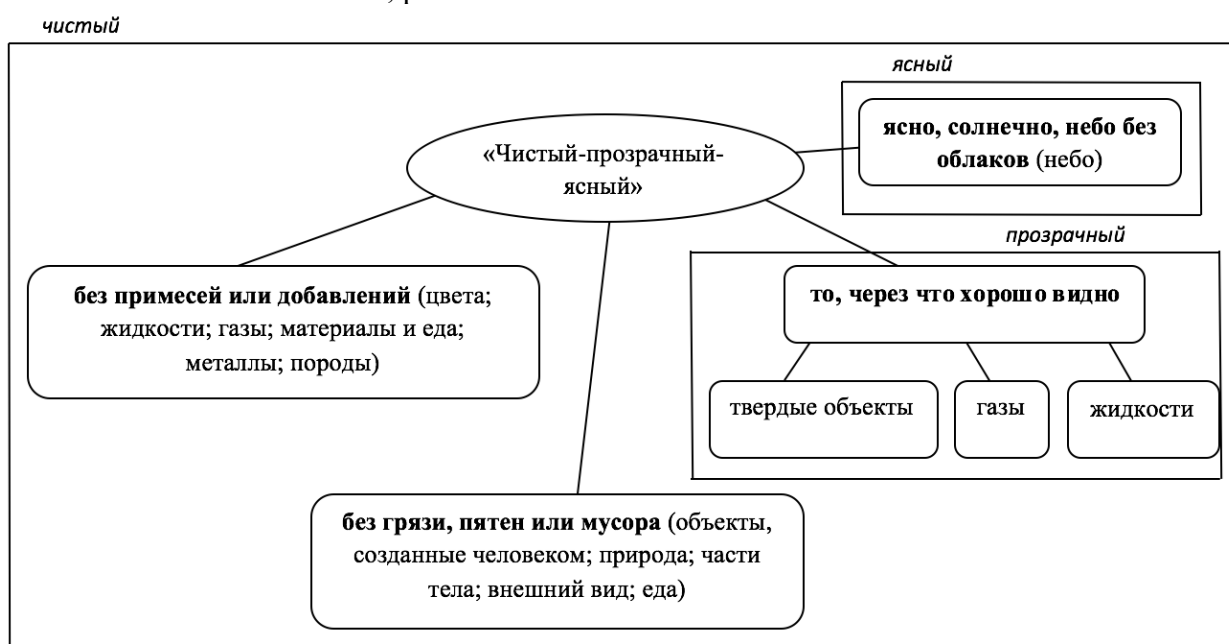 чистый
ясный
ясно, солнечно, небо без
облаков (небо)
«Чистый-прозрачный-
ясный»
прозрачный
то, через что хорошо видно
твердые объекты
газы
жидкости
без примесей или добавлений (цвета;
жидкости; газы; материалы и еда;
металлы; породы)
без грязи, пятен или мусора (объекты,
созданные человеком; природа; части
тела; внешний вид; еда)